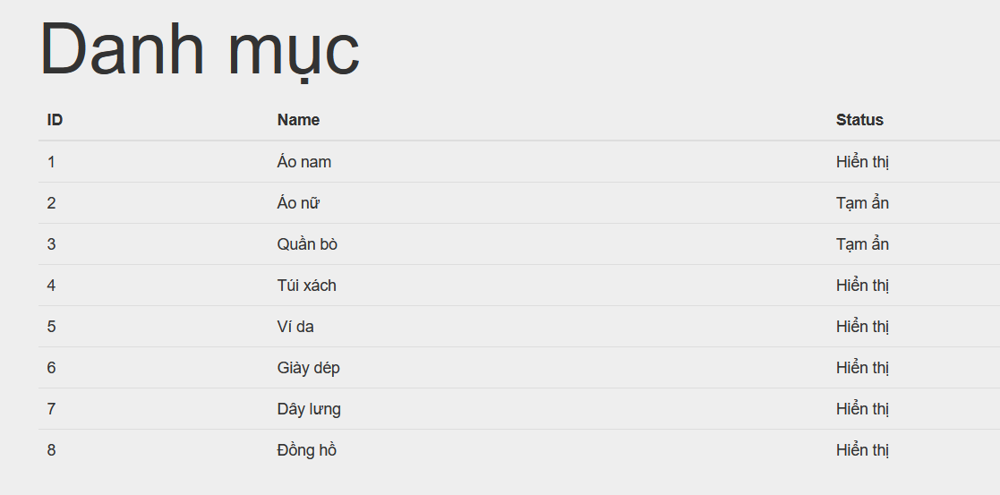 Danh mục
ID Name Status
1 Áo nam Hiển thị
2 Áo nữ Tạm ẩn
3 Quần bò Tạm ẩn
4 Túi xách Hiển thị
5 Ví da Hiển thị
6 Giày dép Hiển thị
7 Dây lưng Hiển thị
8 Đồng hồ Hiển thị